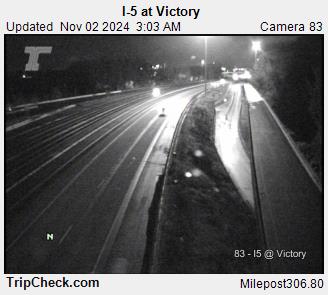 I-5 at Victory
Updated Nov 02 2024 3:03 AM Camera 83
T
N
83 - I5 @ Victory
TripCheck.com Milepost306.80